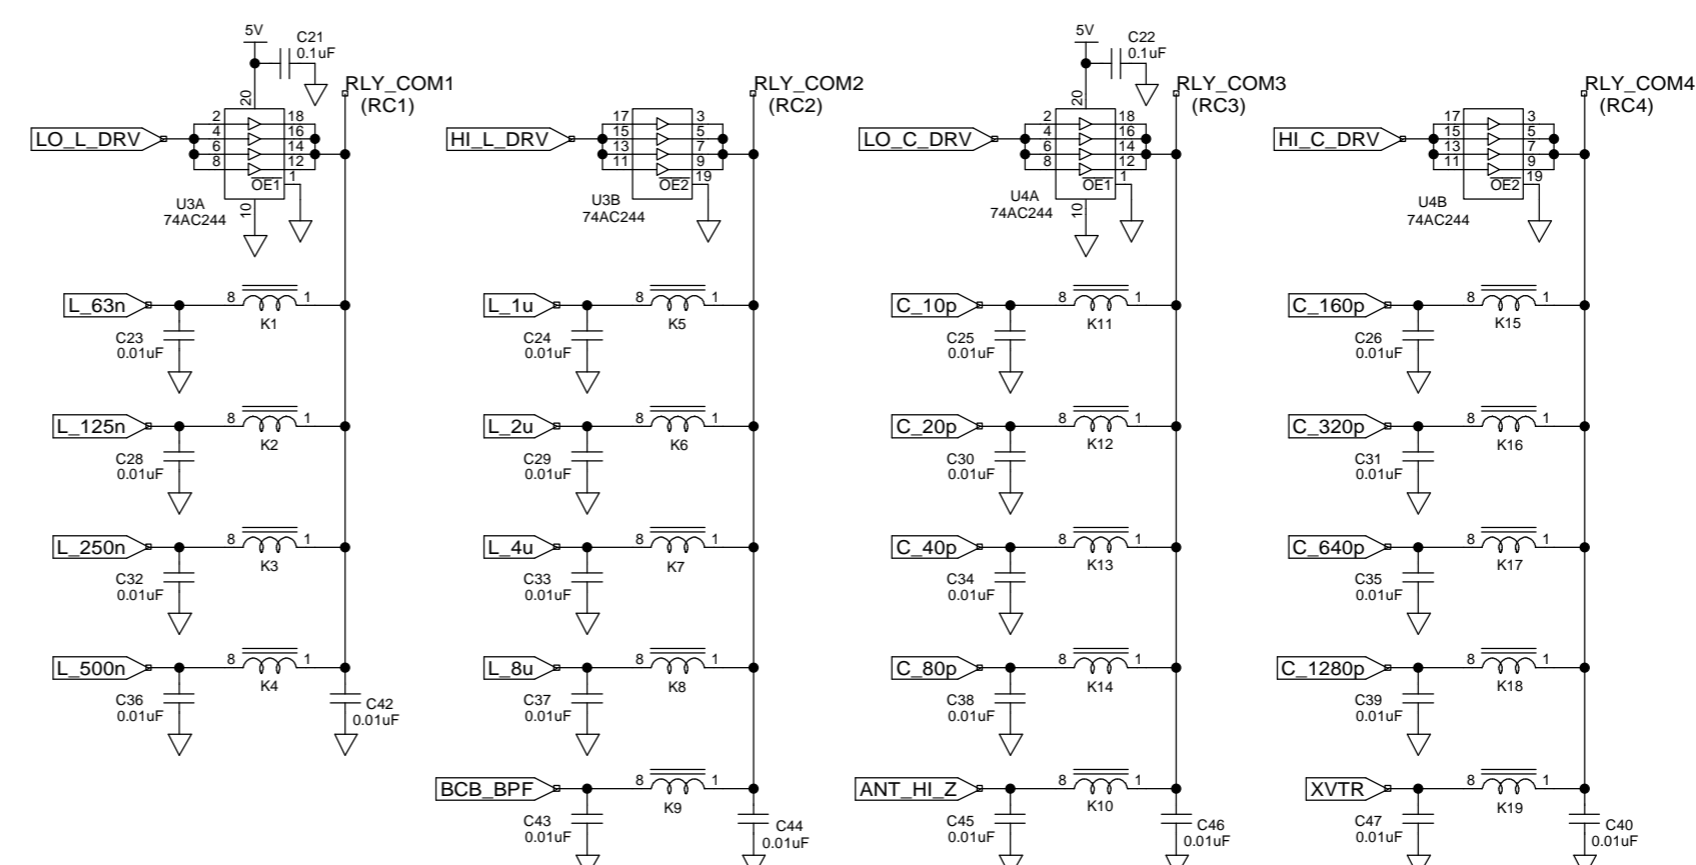 5V
C21
0.1uF
RLY_COM1
(RC1)
20
LO_L_DRV
2 18
4 16
6 14
8 12
OE1 1
U3A
74AC244
10
RLY_COM2
(RC2)
HI_L_DRV
17 3
15 5
13 7
11 9
OE2 19
U3B
74AC244
5V
C22
0.1uF
RLY_COM3
(RC3)
20
LO_C_DRV
2 18
4 16
6 14
8 12
OE1 1
U4A
74AC244
10
RLY_COM4
(RC4)
HI_C_DRV
17 3
15 5
13 7
11 9
OE2 19
U4B
74AC244
L_63n 8 1
K1
C23
0.01uF
L_1u 8 1
K5
C24
0.01uF
C_10p 8 1
K11
C25
0.01uF
C_160p 8 1
K15
C26
0.01uF
L_125n 8 1
K2
C28
0.01uF
L_2u 8 1
K6
C29
0.01uF
C_20p 8 1
K12
C30
0.01uF
C_320p 8 1
K16
C31
0.01uF
L_250n 8 1
K3
C32
0.01uF
L_4u 8 1
K7
C33
0.01uF
C_40p 8 1
K13
C34
0.01uF
C_640p 8 1
K17
C35
0.01uF
L_500n 8 1
K4
C36
0.01uF
C42
0.01uF
L_8u 8 1
K8
C37
0.01uF
C_80p 8 1
K14
C38
0.01uF
C_1280p 8 1
K18
C39
0.01uF
BCB_BPF 8 1
K9
C43
0.01uF
C44
0.01uF
ANT_HI_Z 8 1
K10
C45
0.01uF
C46
0.01uF
XVTR 8 1
K19
C47
0.01uF
C40
0.01uF